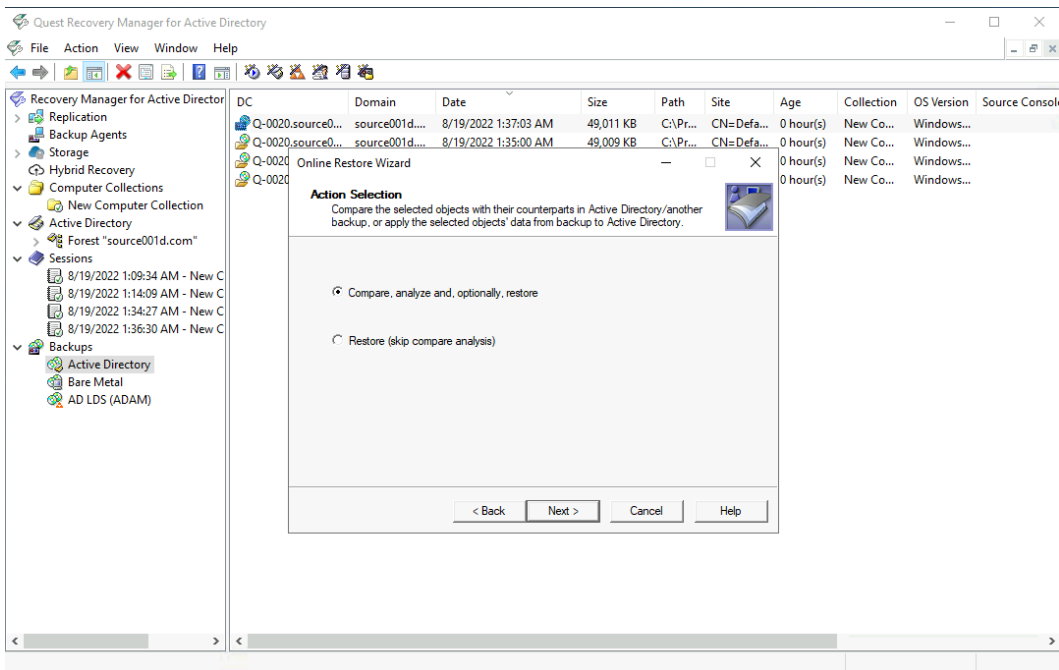 Quest Recovery Manager for Active Directory
File Action View Window Help
Recovery Manager for Active Director
Replication
Backup Agents
Storage
Hybrid Recovery
Computer Collections
New Computer Collection
Active Directory
Forest "source001d.com"
Sessions
8/19/2022 1:09:34 AM - New C
8/19/2022 1:14:09 AM - New C
8/19/2022 1:34:27 AM - New C
8/19/2022 1:36:30 AM - New C
Backups
Active Directory
Bare Metal
AD LDS (ADAM)
DC Domain Date Size Path Site Age Collection OS Version Source Consol
Q-0020.source0... source001d.... 8/19/2022 1:37:03 AM 49,011 KB C:\Pr... CN=Defa... 0 hour(s) New Co... Windows...
Q-0020.source0... source001d.... 8/19/2022 1:35:00 AM 49,009 KB C:\Pr... CN=Defa... 0 hour(s) New Co... Windows...
Q-0020 0 hour(s) New Co... Windows...
Q-0020 0 hour(s) New Co... Windows...
Online Restore Wizard
Action Selection
Compare the selected objects with their counterparts in Active Directory/another
backup, or apply the selected objects' data from backup to Active Directory.
Compare, analyze and, optionally, restore
Restore (skip compare analysis)
< Back Next > Cancel Help